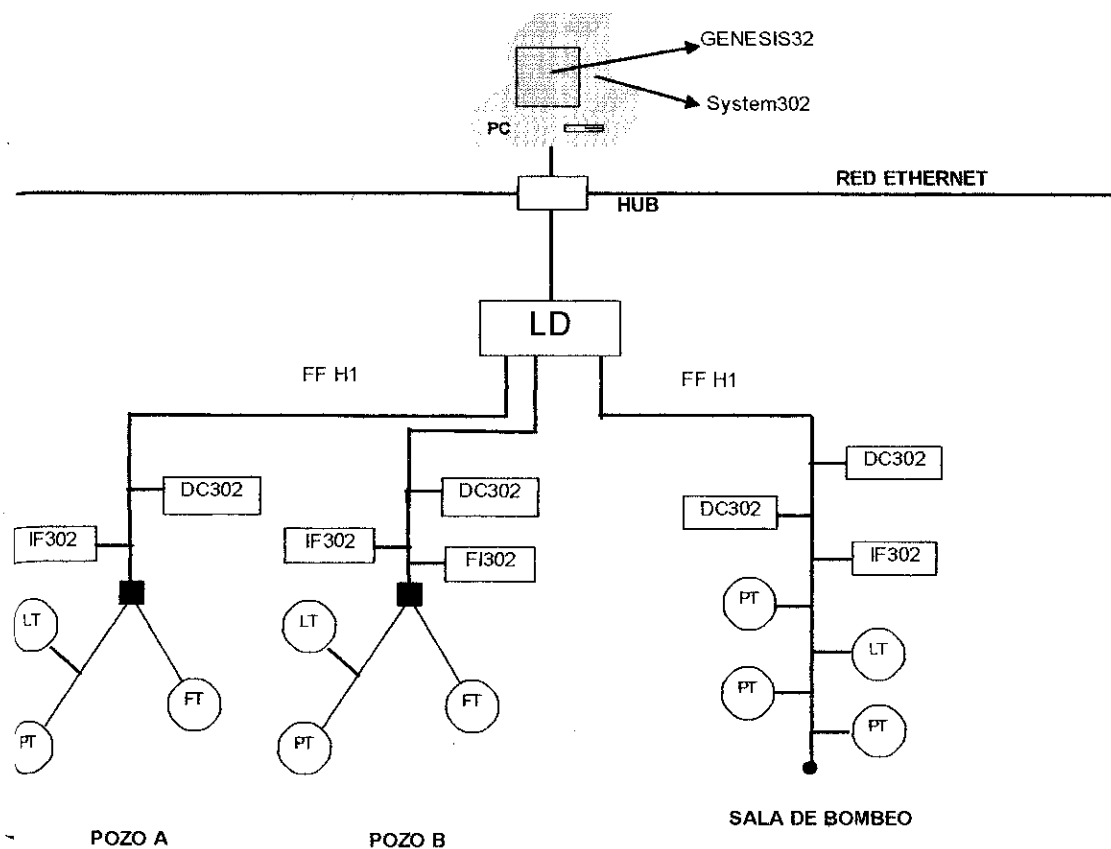 GENESIS32
System302
PC
RED ETHERNET
HUB
LD
FF H1
FF H1
DC302
DC302
DC302
DC302
IF302
IF302
FI302
IF302
PT
LT
LT
LT
PT
FT
FT
PT
PT
PT
SALA DE BOMBEO
POZO A
POZO B